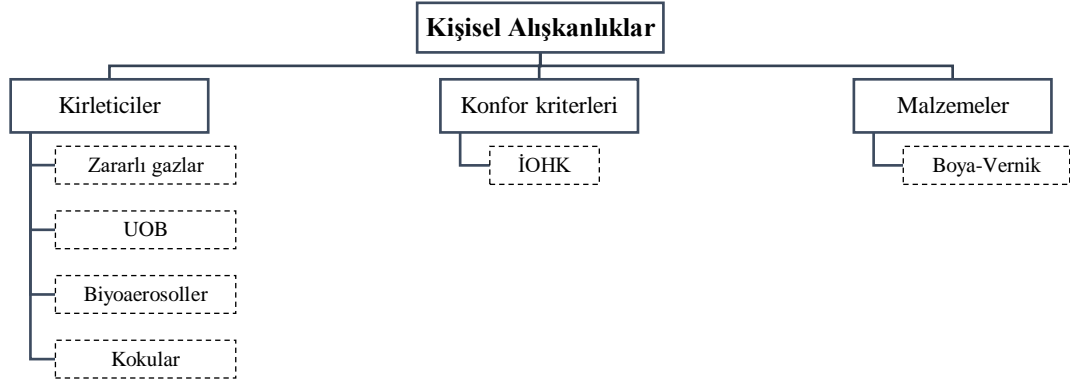 Kişisel Alışkanlıklar
Kirleticiler
Konfor kriterleri
Malzemeler
Zararlı gazlar
İOHK
Boya-Vernik
UOB
Biyoaerosoller
Kokular